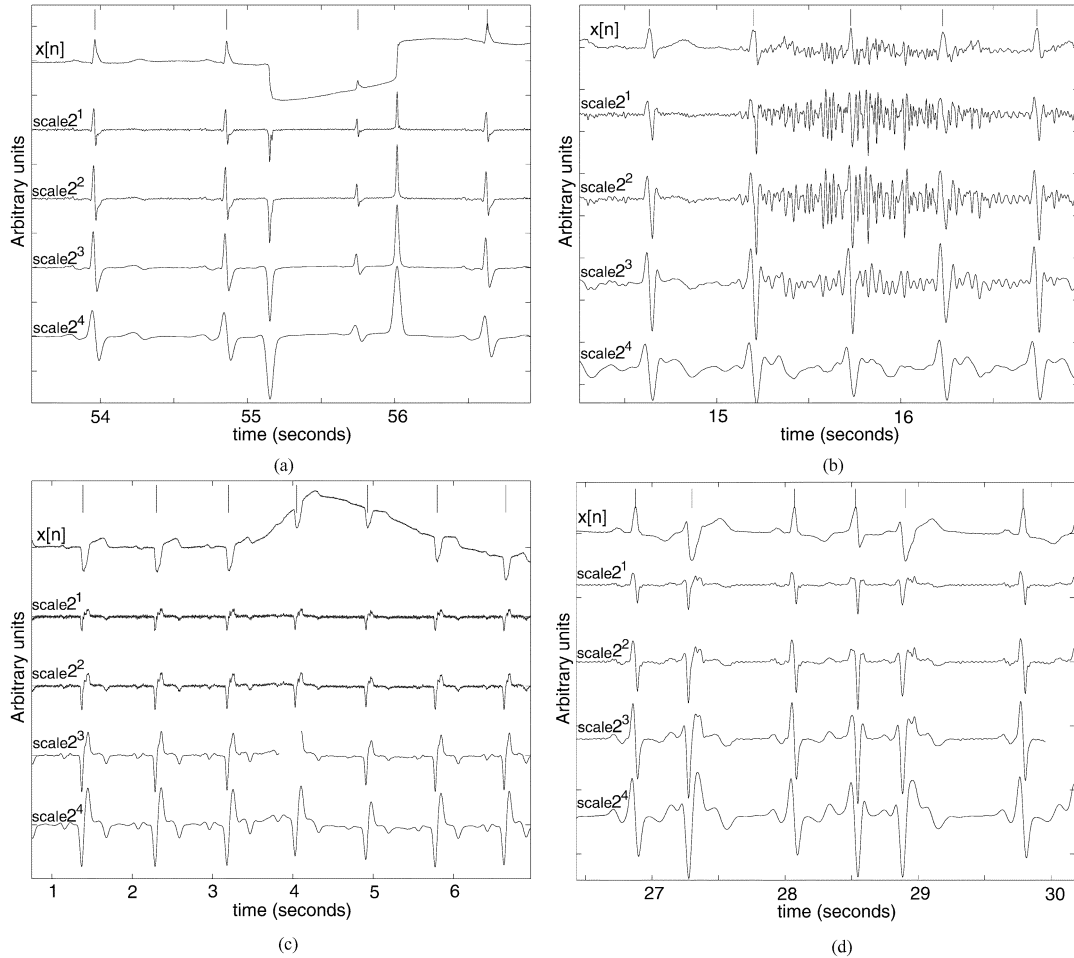 x[n]
scale2^1
scale2^2
scale2^3
scale2^4
Arbitrary units
54
55
56
time (seconds)
(a)
x[n]
scale2^1
scale2^2
scale2^3
scale2^4
Arbitrary units
15
16
time (seconds)
(b)
x[n]
scale2^1
scale2^2
scale2^3
scale2^4
Arbitrary units
1
2
3
4
5
6
time (seconds)
(c)
x[n]
scale2^1
scale2^2
scale2^3
scale2^4
Arbitrary units
27
28
29
30
time (seconds)
(d)